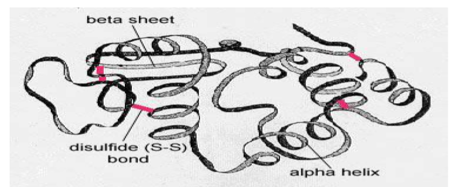 beta sheet
disulfide (S-S)
bond
alpha helix